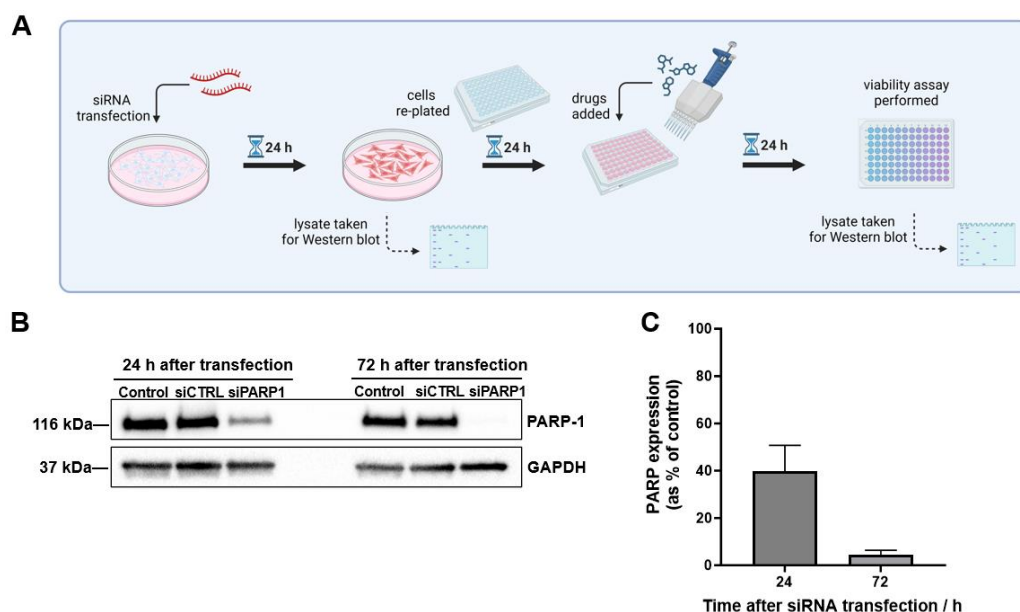 A
siRNA
transfection
24 h
cells
re-plated
24 h
drugs
added
24 h
viability assay
performed
lysate taken
for Western blot
lysate taken
for Western blot
B
24 h after transfection
72 h after transfection
Control siCTRL siPARP1
Control siCTRL siPARP1
116 kDa
PARP-1
37 kDa
GAPDH
C
PARP expression
(as % of control)
100
80
60
40
20
0
24
72
Time after siRNA transfection / h